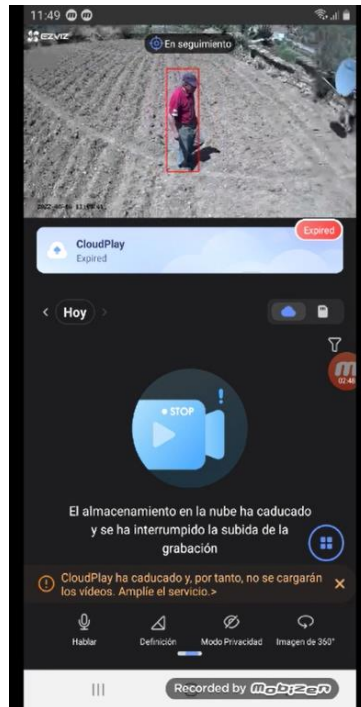 11:49
EZVIZ
En seguimiento
Expired
CloudPlay
Expired
Hoy
02:48
STOP
El almacenamiento en la nube ha caducado
y se ha interrumpido la subida de la
grabación
CloudPlay ha caducado y, por tanto, no se cargarán
los vídeos. Amplíe el servicio.>
Hablar
Definición
Modo Privacidad
Imagen de 360°
Recorded by Mobizen